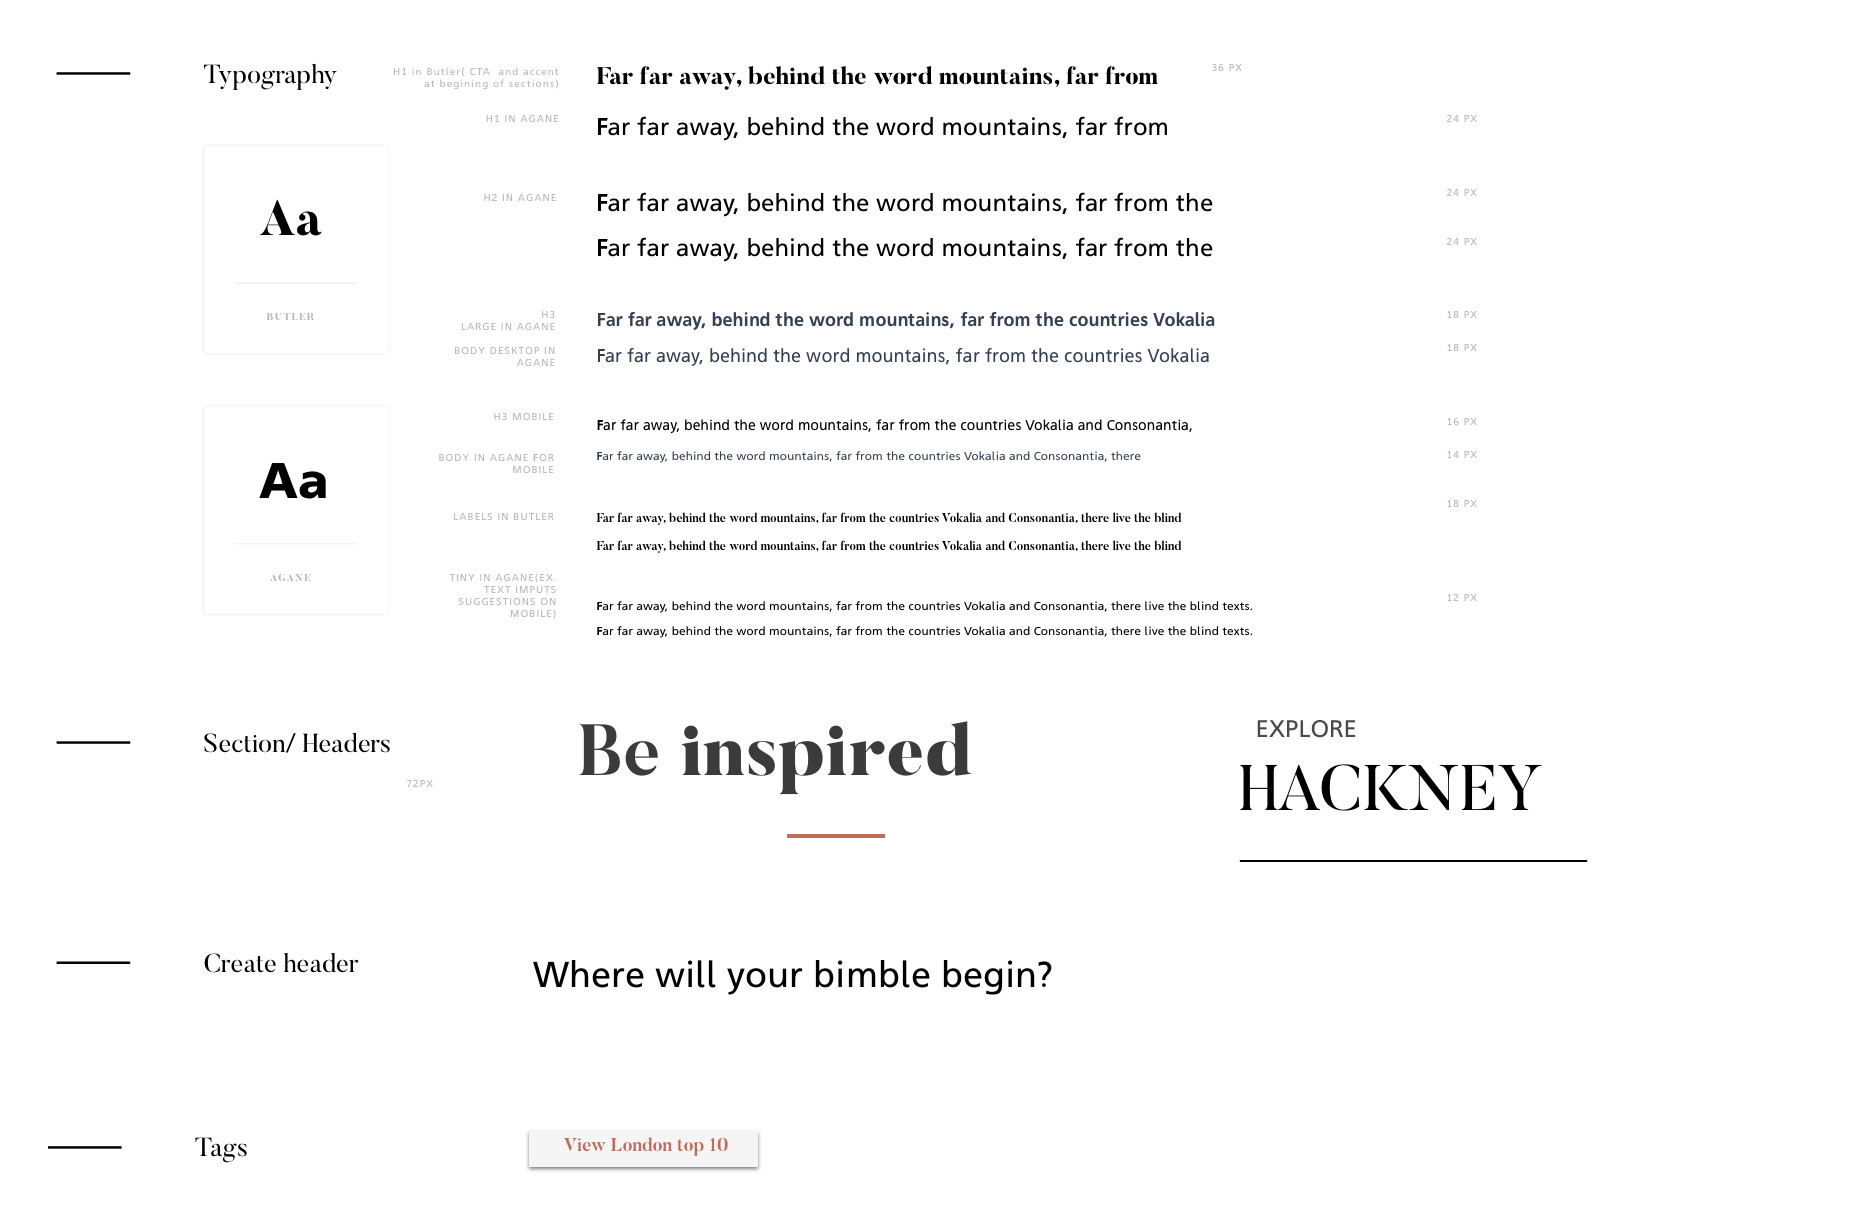 Typography
H1 in Butler( CTA  and accent
at begining of sections)
Far far away, behind the word mountains, far from
36 PX
H1 IN AGANE
Far far away, behind the word mountains, far from
24 PX
Aa
BUTLER
H2 IN AGANE
Far far away, behind the word mountains, far from the
24 PX
Far far away, behind the word mountains, far from the
24 PX
H3
LARGE IN AGANE
Far far away, behind the word mountains, far from the countries Vokalia
18 PX
BODY DESKTOP IN
AGANE
Far far away, behind the word mountains, far from the countries Vokalia
18 PX
Aa
AGANE
H3 MOBILE
Far far away, behind the word mountains, far from the countries Vokalia and Consonantia,
16 PX
BODY IN AGANE FOR
MOBILE
Far far away, behind the word mountains, far from the countries Vokalia and Consonantia, there
14 PX
LABELS IN BUTLER
Far far away, behind the word mountains, far from the countries Vokalia and Consonantia, there live the blind
18 PX
Far far away, behind the word mountains, far from the countries Vokalia and Consonantia, there live the blind
TINY IN AGANE(EX.
TEXT IMPUTS
SUGGESTIONS ON
MOBILE)
Far far away, behind the word mountains, far from the countries Vokalia and Consonantia, there live the blind texts.
12 PX
Far far away, behind the word mountains, far from the countries Vokalia and Consonantia, there live the blind texts.
Section/ Headers
72PX
Be inspired
EXPLORE
HACKNEY
Create header
Where will your bimble begin?
Tags
View London top 10